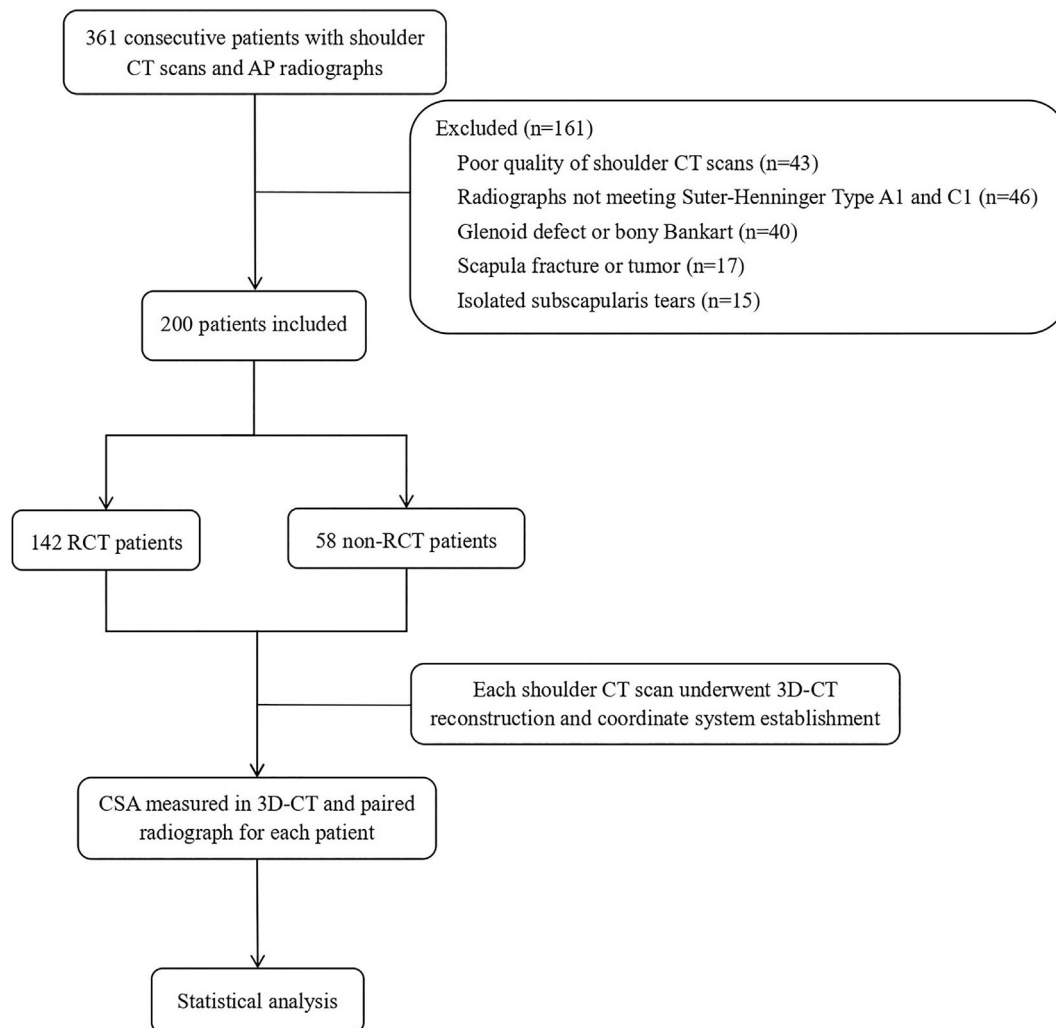 361 consecutive patients with shoulder
CT scans and AP radiographs
Excluded (n=161)
Poor quality of shoulder CT scans (n=43)
Radiographs not meeting Suter-Henninger Type A1 and C1 (n=46)
Glenoid defect or bony Bankart (n=40)
Scapula fracture or tumor (n=17)
Isolated subscapularis tears (n=15)
200 patients included
142 RCT patients
58 non-RCT patients
Each shoulder CT scan underwent 3D-CT
reconstruction and coordinate system establishment
CSA measured in 3D-CT and paired
radiograph for each patient
Statistical analysis